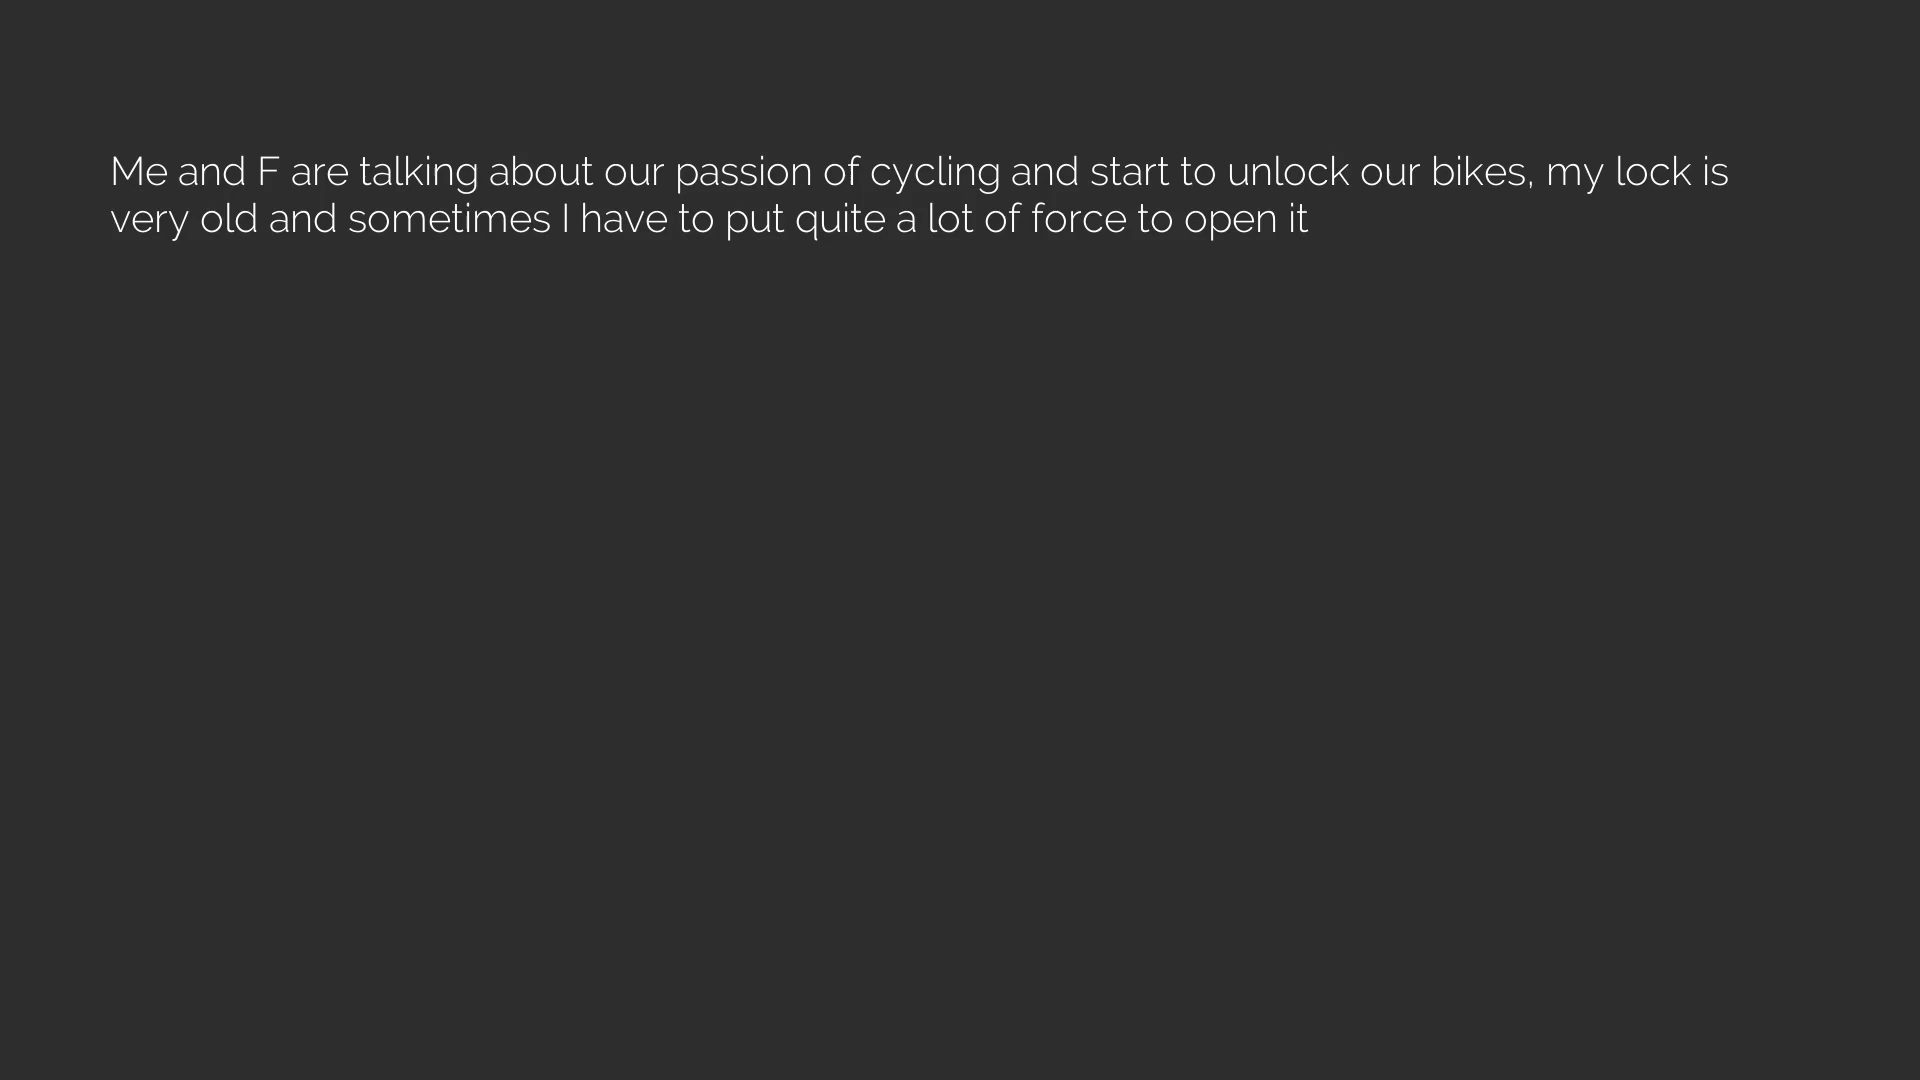 Me and F are talking about our passion of cycling and start to unlock our bikes, my lock is
very old and sometimes I have to put quite a lot of force to open it